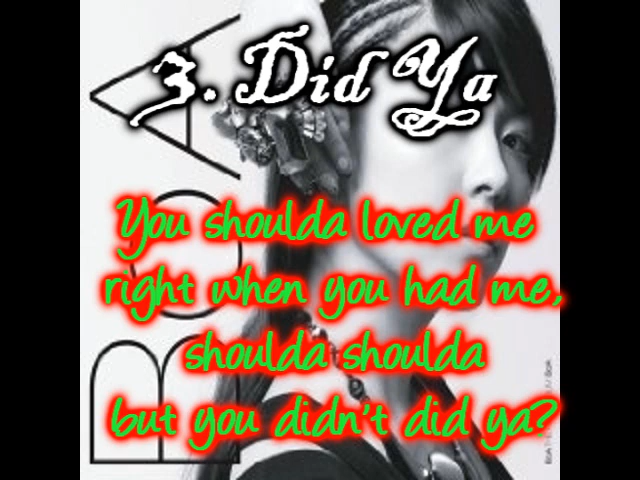 BoA
3. Did Ya
You shoulda loved me
right when you had me,
shoulda shoulda
but you didn't did ya?